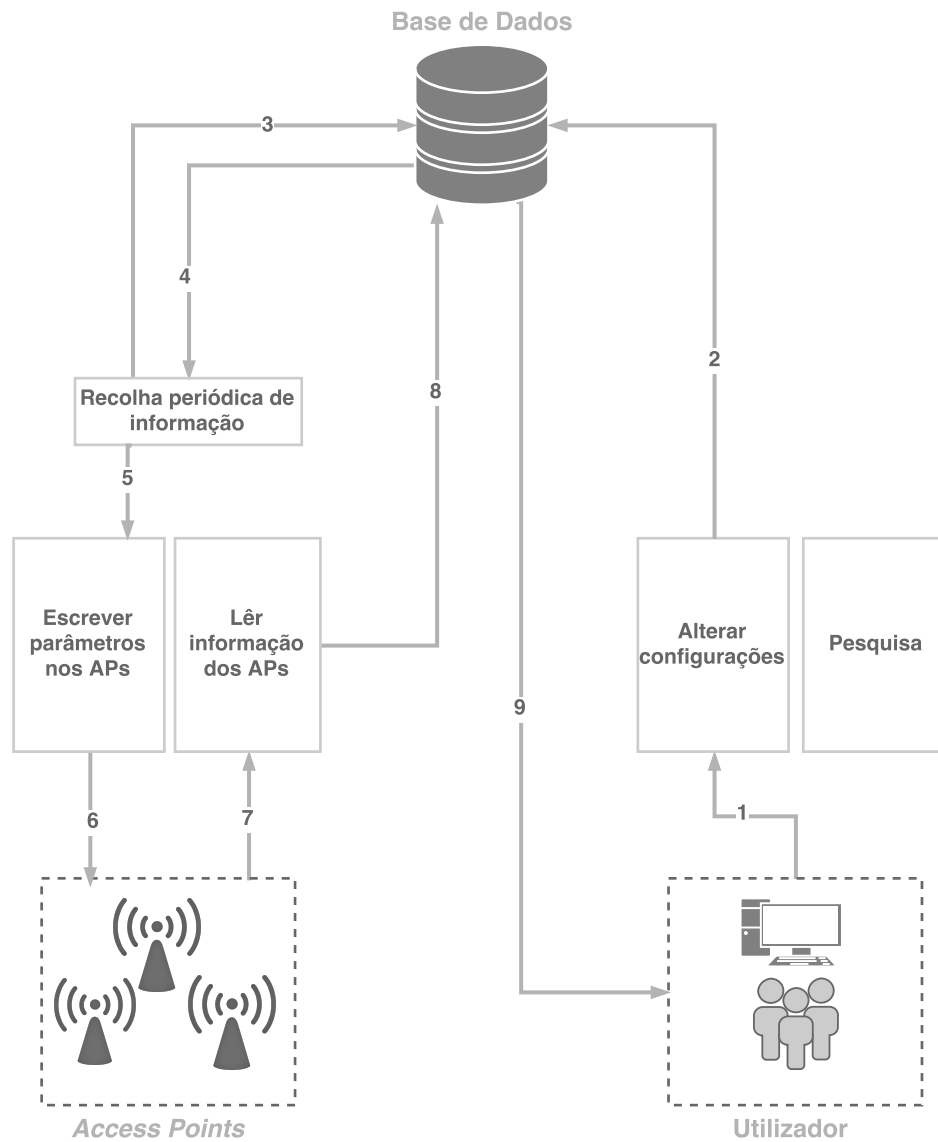 Base de Dados
3
4
2
8
Recolha periódica de
informação
5
Escrever
parâmetros
nos APs
Lêr
informação
dos APs
Alterar
configurações
Pesquisa
9
6
7
1
Access Points
Utilizador